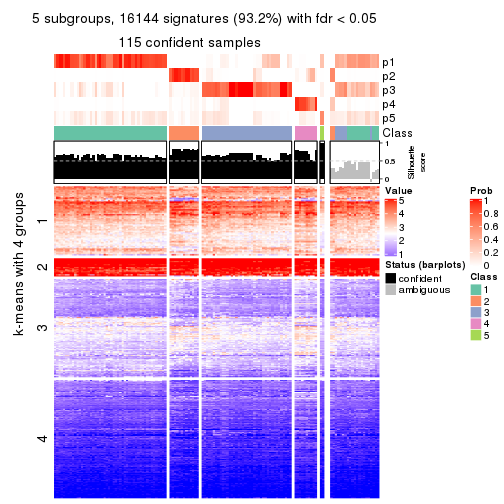 5 subgroups, 16144 signatures (93.2%) with fdr < 0.05
115 confident samples
p1
p2
p3
p4
p5
Class
1
0.5
0
Silhouette
score
k-means with 4 groups
1
2
3
4
Value
5
4
3
2
1
Status (barplots)
confident
ambiguous
Prob
1
0.8
0.6
0.4
0.2
0
Class
1
2
3
4
5